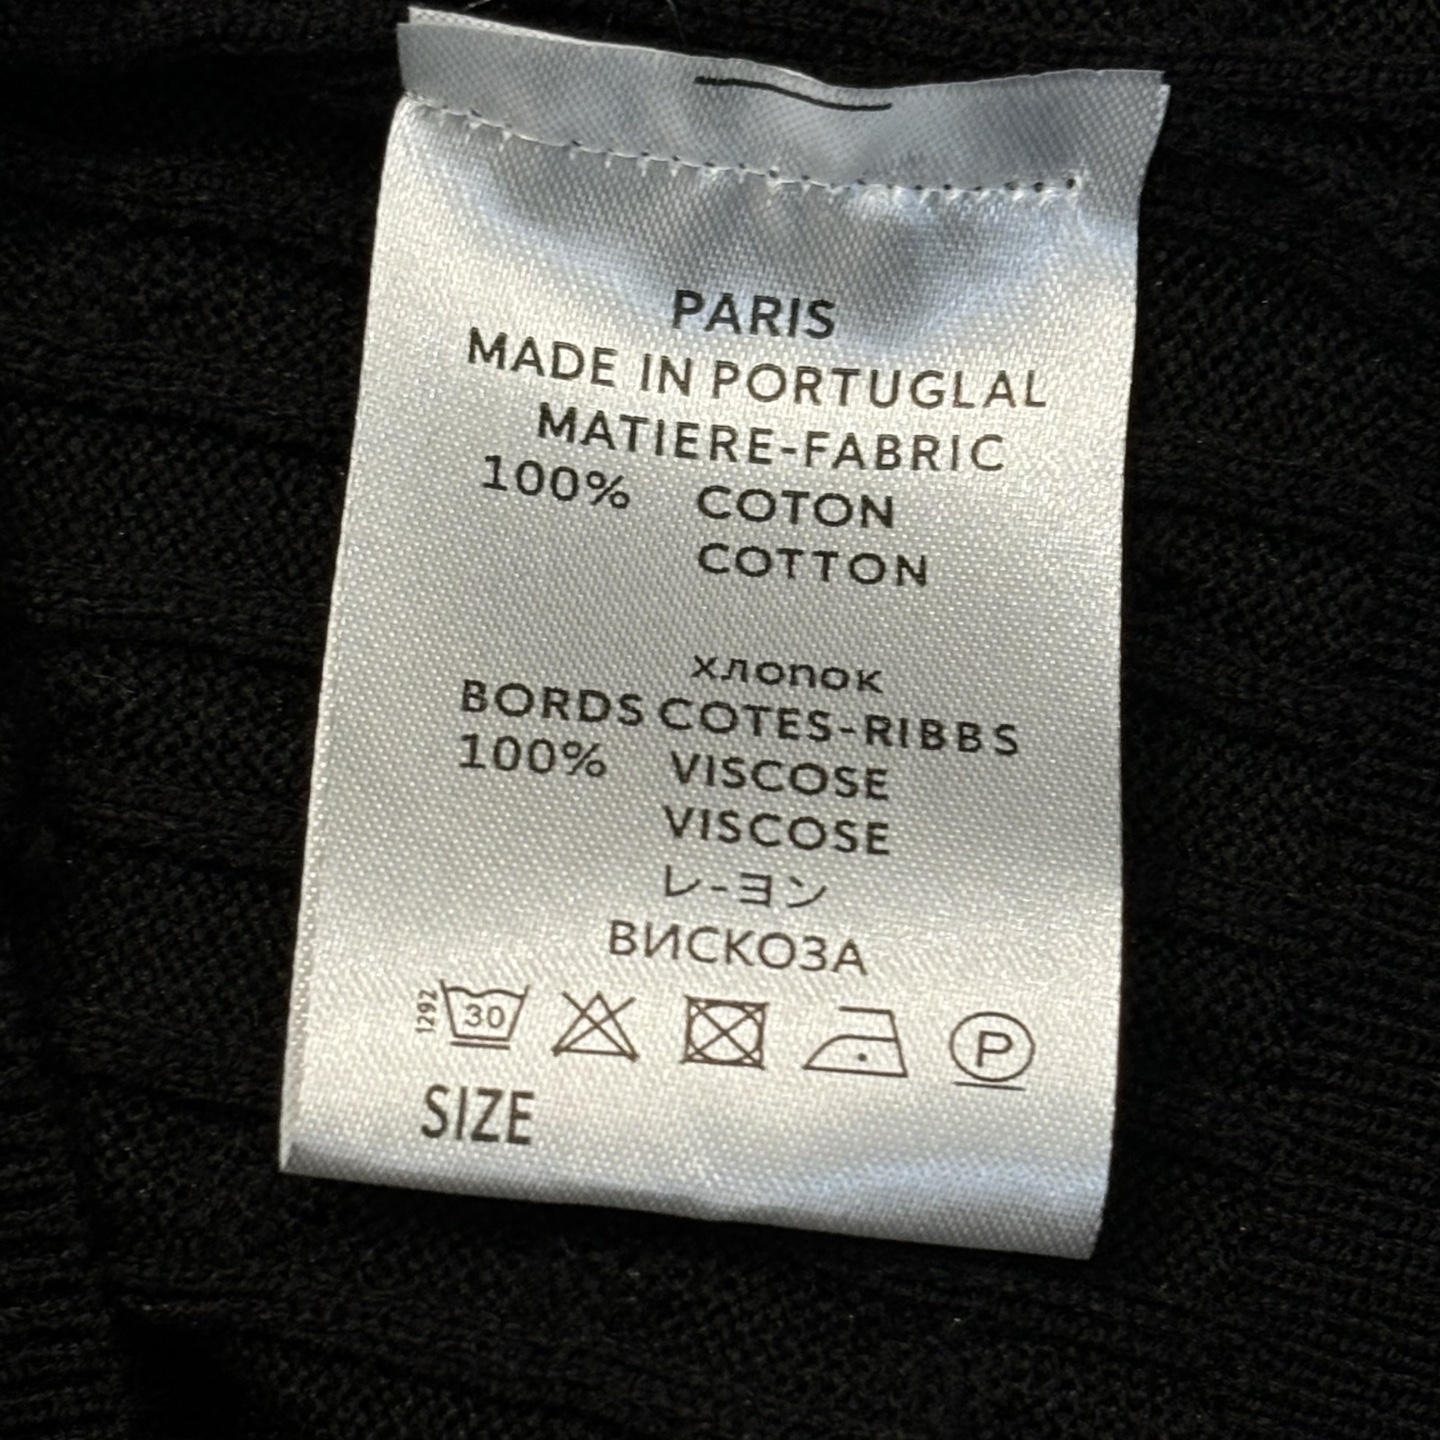 PARIS
MADE IN PORTUGLAL
MATIERE-FABRIC
100% COTON
COTTON
хлопок
BORDS COTES-RIBBS
100% VISCOSE
VISCOSE
レ-ヨン
ВИСКОЗА
1292 30 P
SIZE